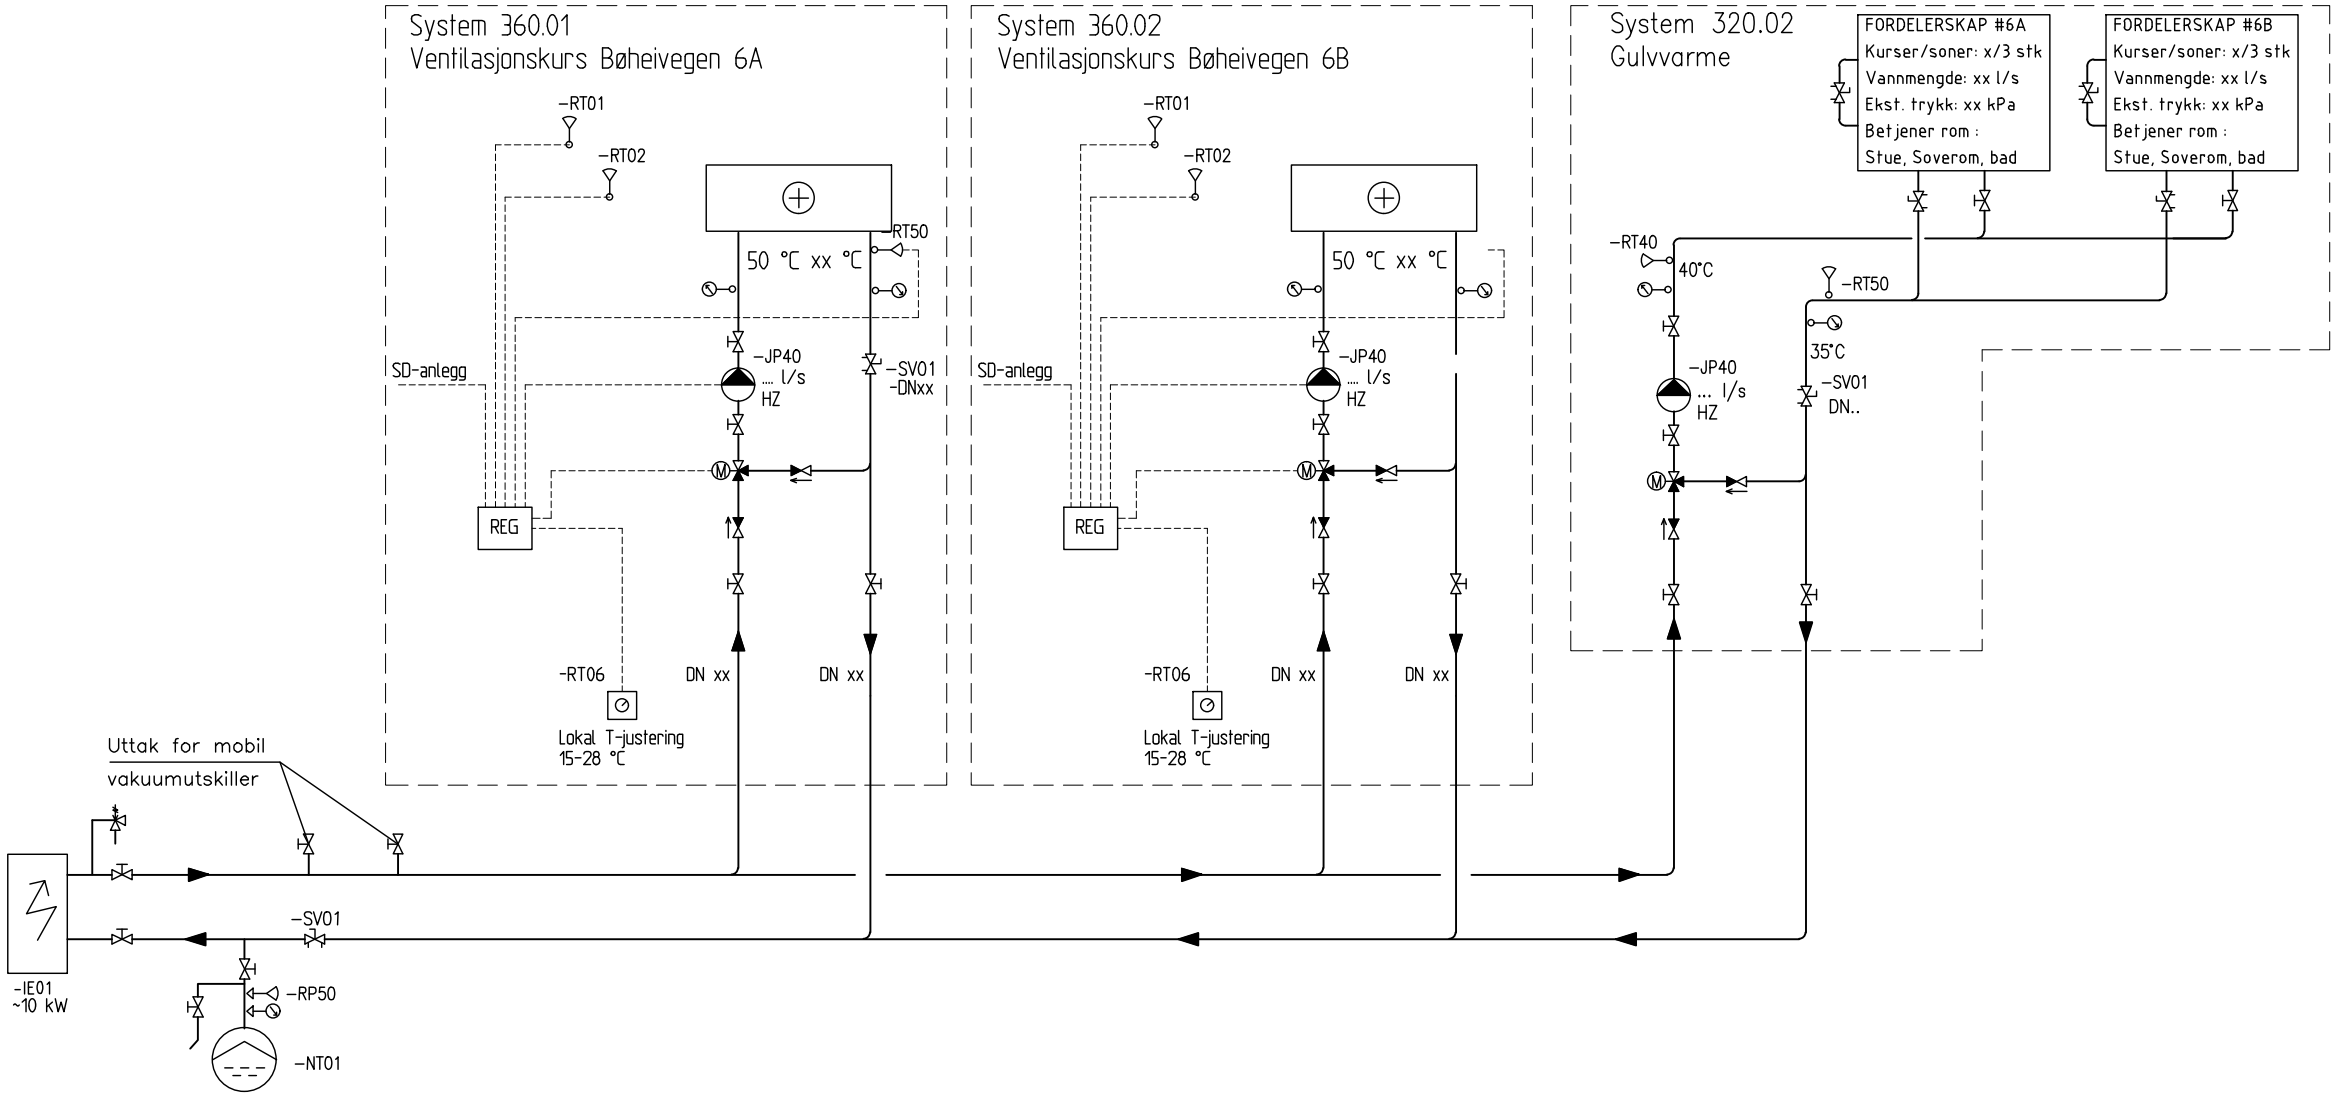 System 360.01
Ventilasjonskurs Bøheivegen 6A
-RT01
-RT02
-RT50
50 °C xx °C
SD-anlegg
-JP40
.... l/s
HZ
-SV01
-DNxx
M
REG
-RT06
DN xx
DN xx
Lokal T-justering
15-28 °C
System 360.02
Ventilasjonskurs Bøheivegen 6B
-RT01
-RT02
50 °C xx °C
SD-anlegg
-JP40
.... l/s
HZ
M
REG
-RT06
DN xx
DN xx
Lokal T-justering
15-28 °C
System 320.02
Gulvvarme
FORDELERSKAP #6A
Kurser/soner: x/3 stk
Vannmengde: xx l/s
Ekst. trykk: xx kPa
Betjener rom :
Stue, Soverom, bad
FORDELERSKAP #6B
Kurser/soner: x/3 stk
Vannmengde: xx l/s
Ekst. trykk: xx kPa
Betjener rom :
Stue, Soverom, bad
-RT40
40°C
-RT50
35°C
-JP40
... l/s
HZ
-SV01
DN..
M
Uttak for mobil
vakuumutskiller
-SV01
-IE01
~10 kW
-RP50
-NT01